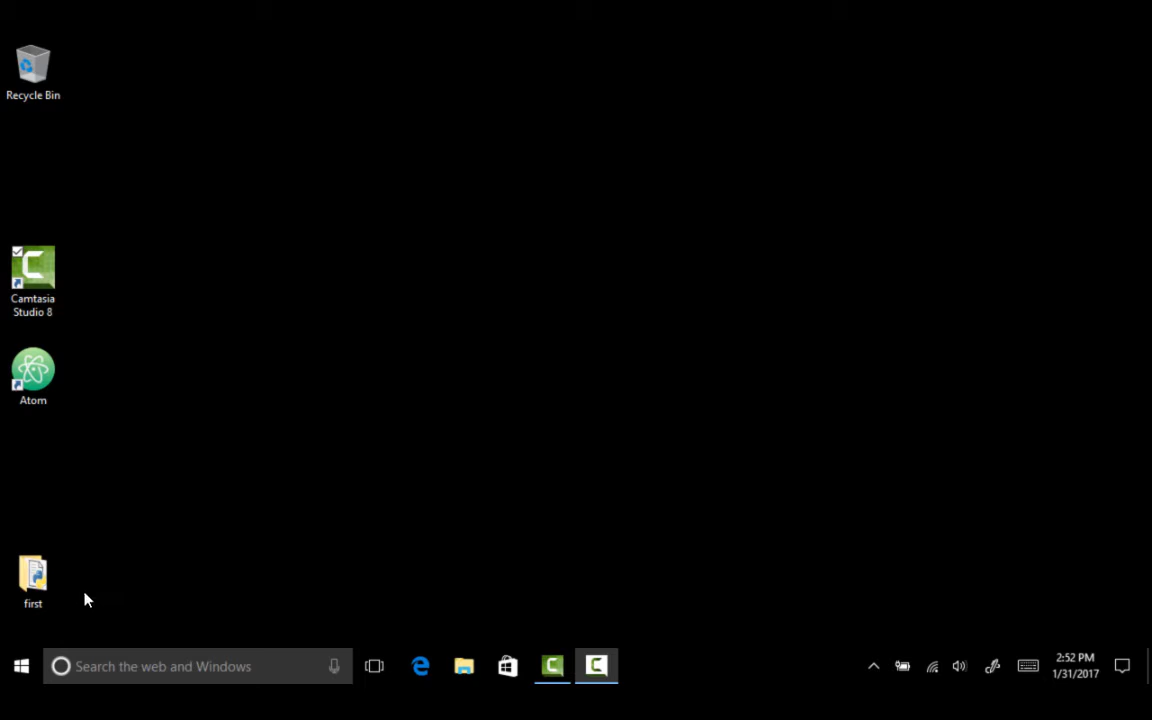 Recycle Bin
Camtasia
Studio 8
Atom
first
Search the web and Windows
2:52 PM
1/31/2017